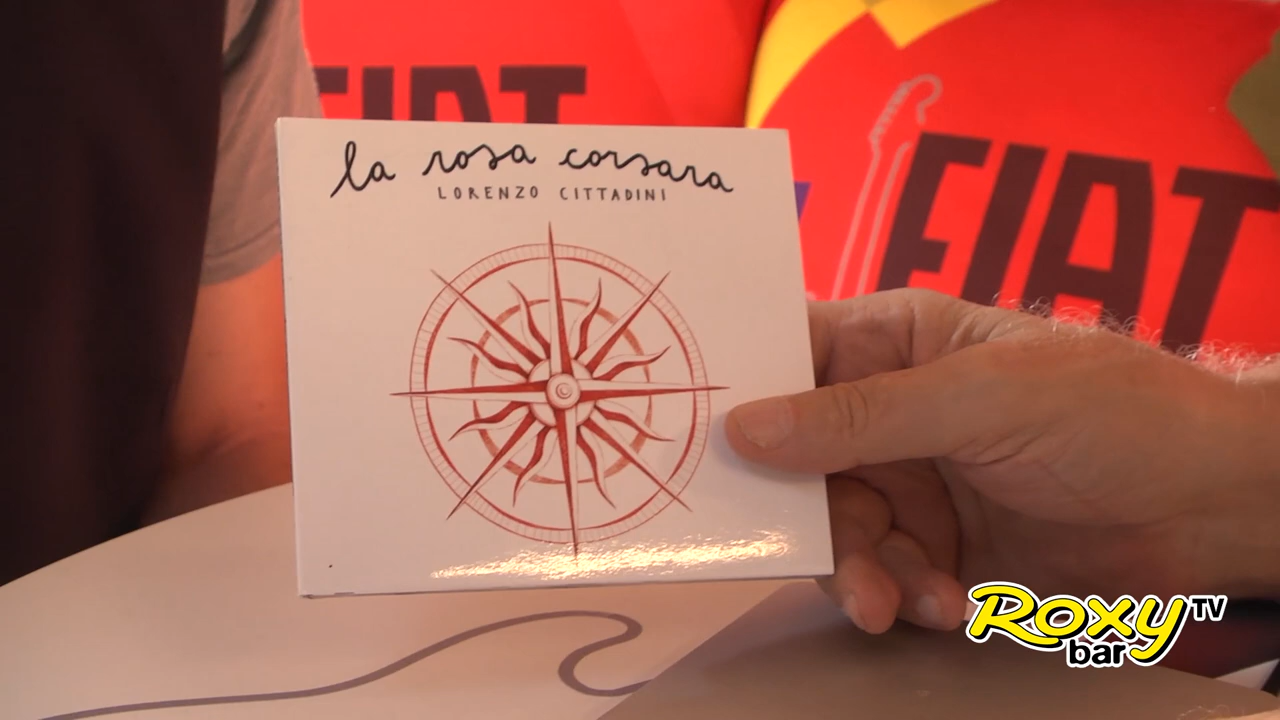 FIAT
FIAT
la rosa corsara
LORENZO CITTADINI
Roxy TV
bar